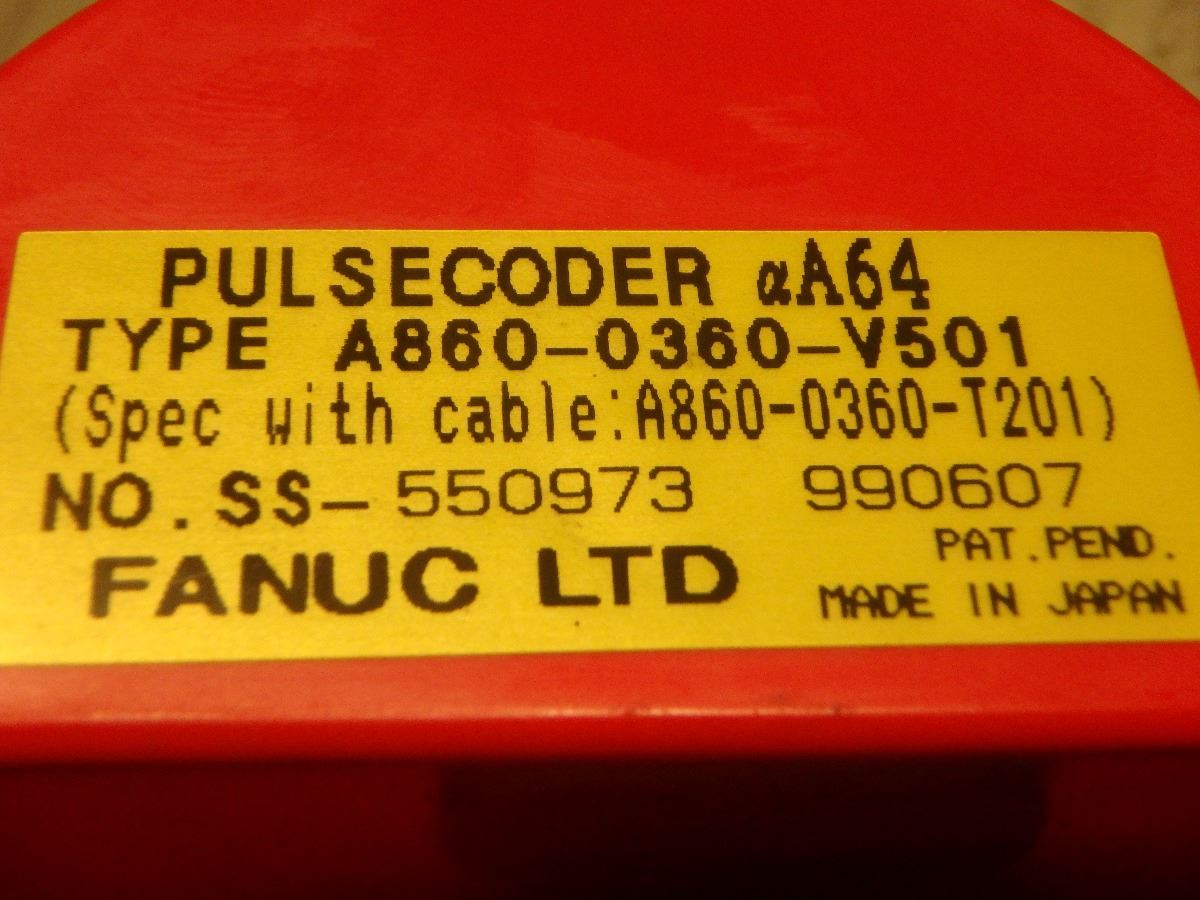 PULSECODER αA64
TYPE A860-0360-V501
(Spec with cable:A860-0360-T201)
NO.SS-550973 990607
PAT.PEND.
FANUC LTD MADE IN JAPAN